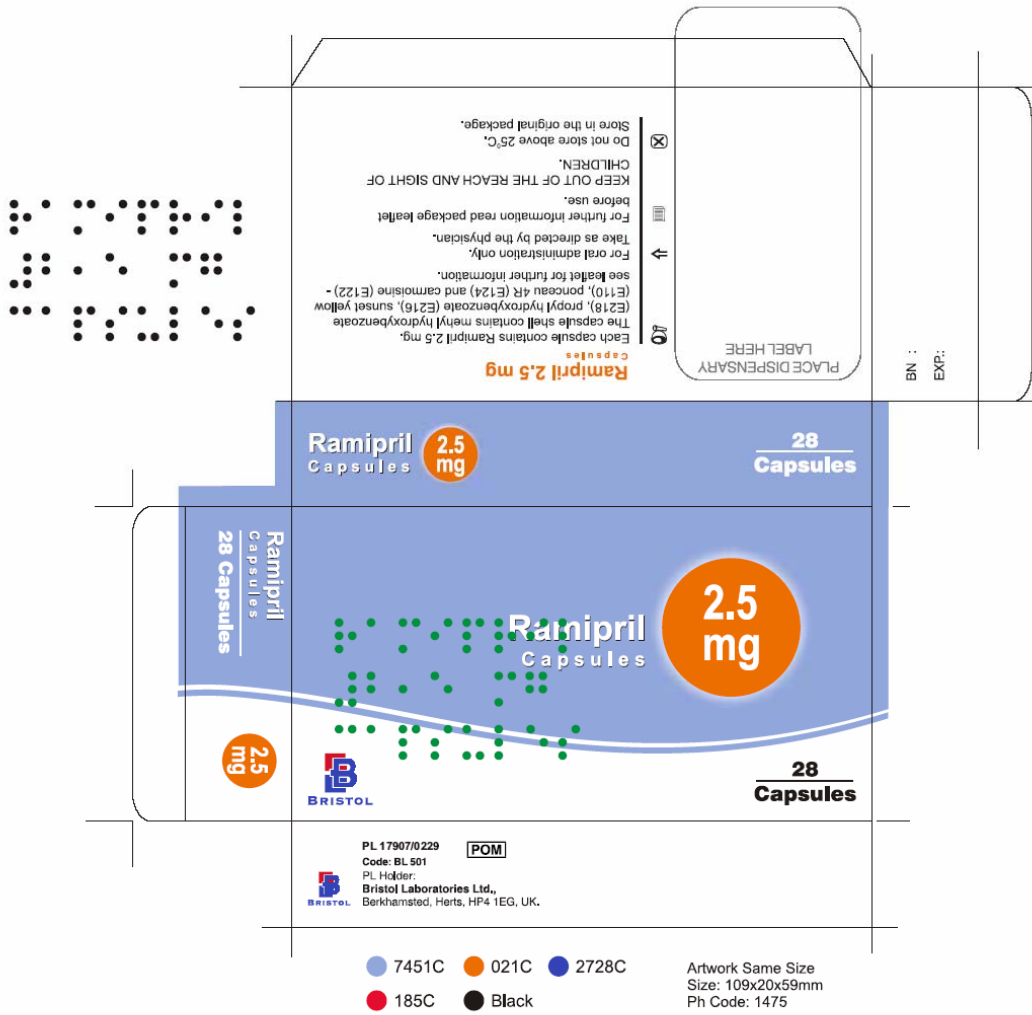 Ramipril 2.5 mg
Capsules
Each capsule contains Ramipril 2.5 mg.
The capsule shell contains mehyl hydroxybenzoate
(E218), propyl hydroxybenzoate (E216), sunset yellow
(E110), ponceau 4R (E124) and carmoisine (E122) -
see leaflet for further information.
For oral administration only.
Take as directed by the physician.
For further information read package leaflet
before use.
KEEP OUT OF THE REACH AND SIGHT OF
CHILDREN.
Do not store above 25°C.
Store in the original package.
PLACE DISPENSARY
LABEL HERE
BN :
EXP.:
Ramipril
Capsules
2.5
mg
28
Capsules
Ramipril
Capsules
28 Capsules
2.5
mg
Ramipril
Capsules
2.5
mg
B
BRISTOL
28
Capsules
PL 17907/0229
POM
Code: BL 501
PL Holder:
Bristol Laboratories Ltd.,
Berkhamsted, Herts, HP4 1EG, UK.
B
BRISTOL
7451C
021C
2728C
185C
Black
Artwork Same Size
Size: 109x20x59mm
Ph Code: 1475